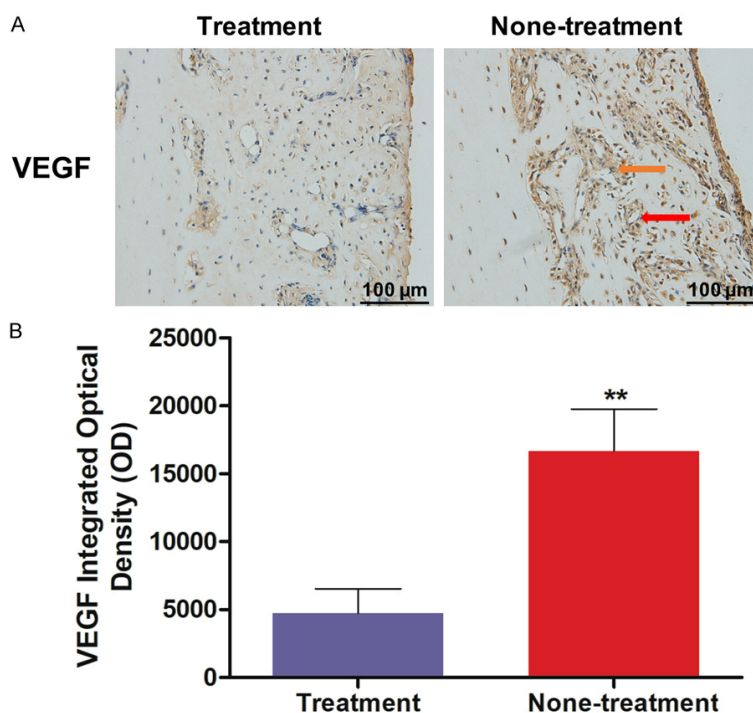 A
Treatment
None-treatment
VEGF
100 μm
100 μm
B
VEGF Integrated Optical
Density (OD)
25000
20000
15000
10000
5000
0
**
Treatment
None-treatment